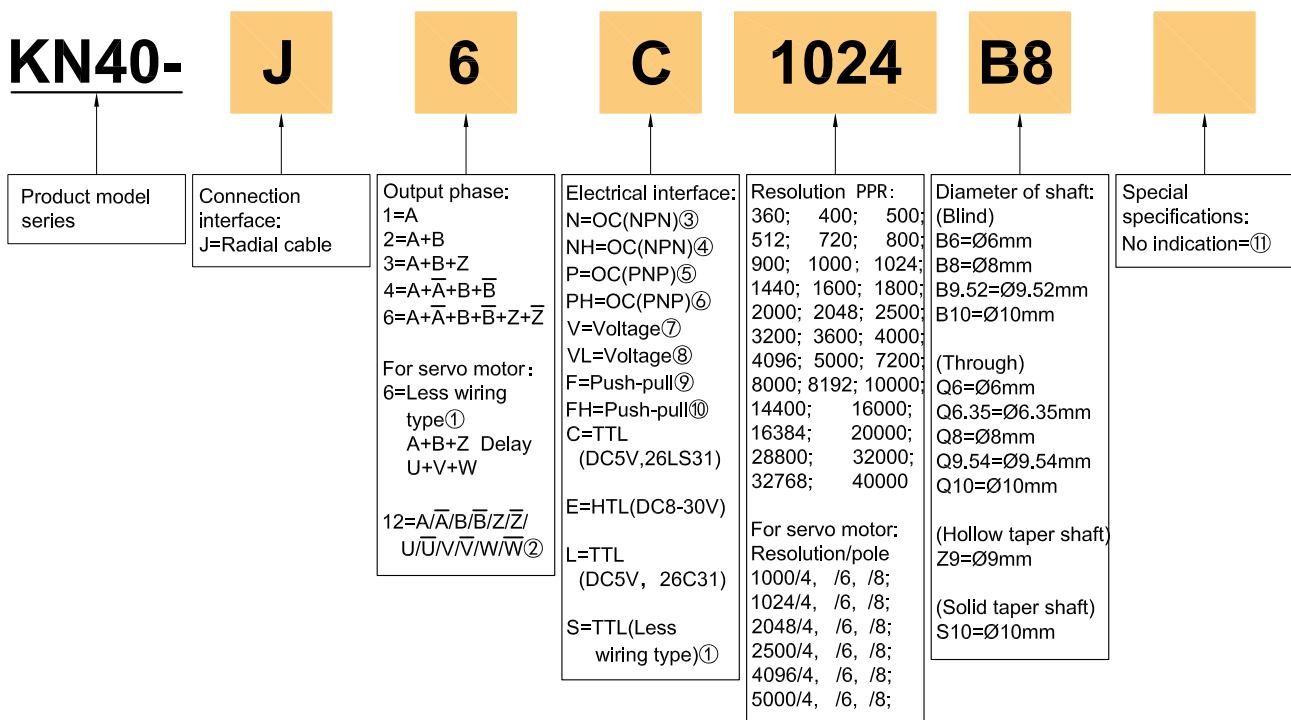 KN40- J 6 C 1024 B8
Product model
series
Connection
interface:
J=Radial cable
Output phase:
1=A
2=A+B
3=A+B+Z
4=A+A̅+B+B̅
6=A+A̅+B+B̅+Z+Z̅
For servo motor:
6=Less wiring
type①
A+B+Z Delay
U+V+W
12=A/A̅/B/B̅/Z/Z̅/
U/U̅/V/V̅/W/W̅②
Electrical interface:
N=OC(NPN)③
NH=OC(NPN)④
P=OC(PNP)⑤
PH=OC(PNP)⑥
V=Voltage⑦
VL=Voltage⑧
F=Push-pull⑨
FH=Push-pull⑩
C=TTL
(DC5V,26LS31)
E=HTL(DC8-30V)
L=TTL
(DC5V, 26C31)
S=TTL(Less
wiring type)①
Resolution PPR:
360; 400; 500;
512; 720; 800;
900; 1000; 1024;
1440; 1600; 1800;
2000; 2048; 2500;
3200; 3600; 4000;
4096; 5000; 7200;
8000; 8192; 10000;
14400; 16000;
16384; 20000;
28800; 32000;
32768; 40000
For servo motor:
Resolution/pole
1000/4, /6, /8;
1024/4, /6, /8;
2048/4, /6, /8;
2500/4, /6, /8;
4096/4, /6, /8;
5000/4, /6, /8;
Diameter of shaft:
(Blind)
B6=Ø6mm
B8=Ø8mm
B9.52=Ø9.52mm
B10=Ø10mm
(Through)
Q6=Ø6mm
Q6.35=Ø6.35mm
Q8=Ø8mm
Q9.54=Ø9.54mm
Q10=Ø10mm
(Hollow taper shaft)
Z9=Ø9mm
(Solid taper shaft)
S10=Ø10mm
Special
specifications:
No indication=⑪